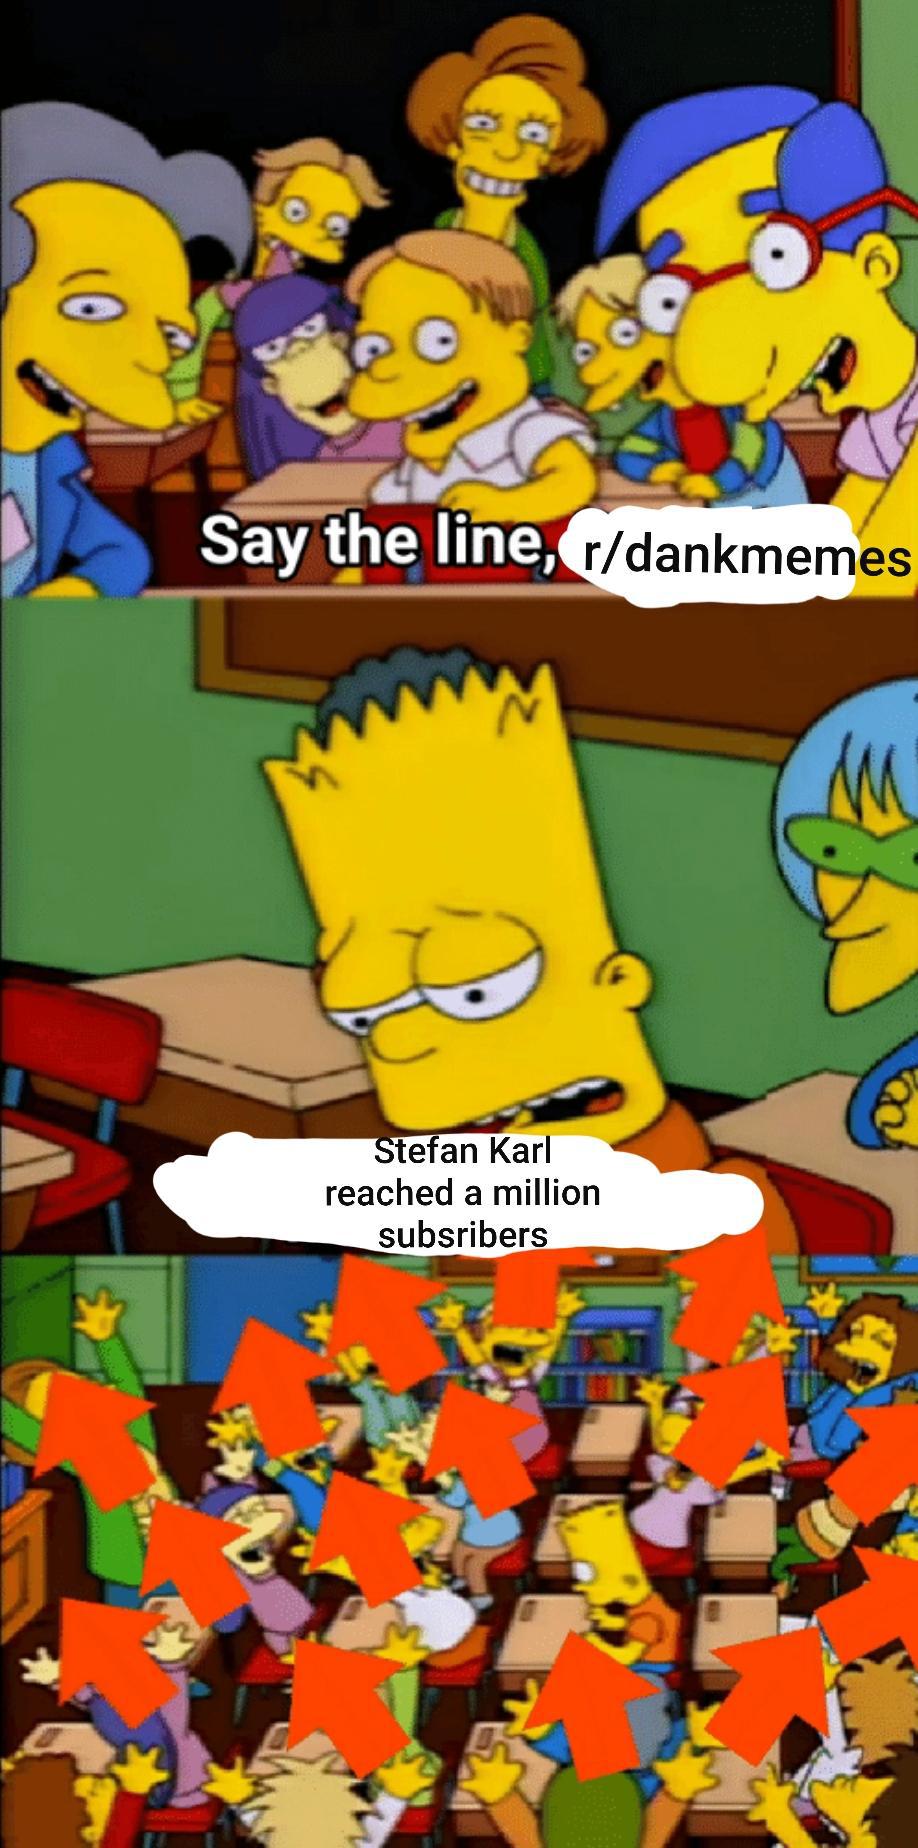 Say the line, r/dankmemes
Stefan Karl
reached a million
subsribers